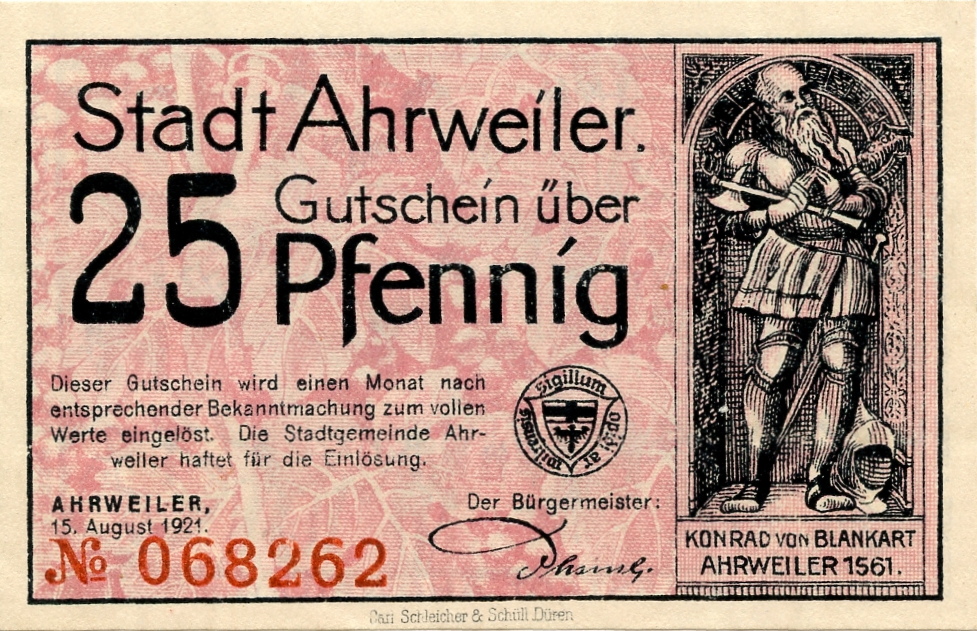 Stadt Ahrweiler.
25 Gutschein über
Pfennig
Dieser Gutschein wird einen Monat nach
entsprechender Bekanntmachung zum vollen
Werte eingelöst. Die Stadtgemeinde Ahr-
weiler haftet für die Einlösung.
Sigillum
AHRWEILER,
15. August 1921.
Der Bürgermeister:
№ 068262
KONRAD VON BLANKART
AHRWEILER 1561.
Carl Schleicher & Schüll Düren